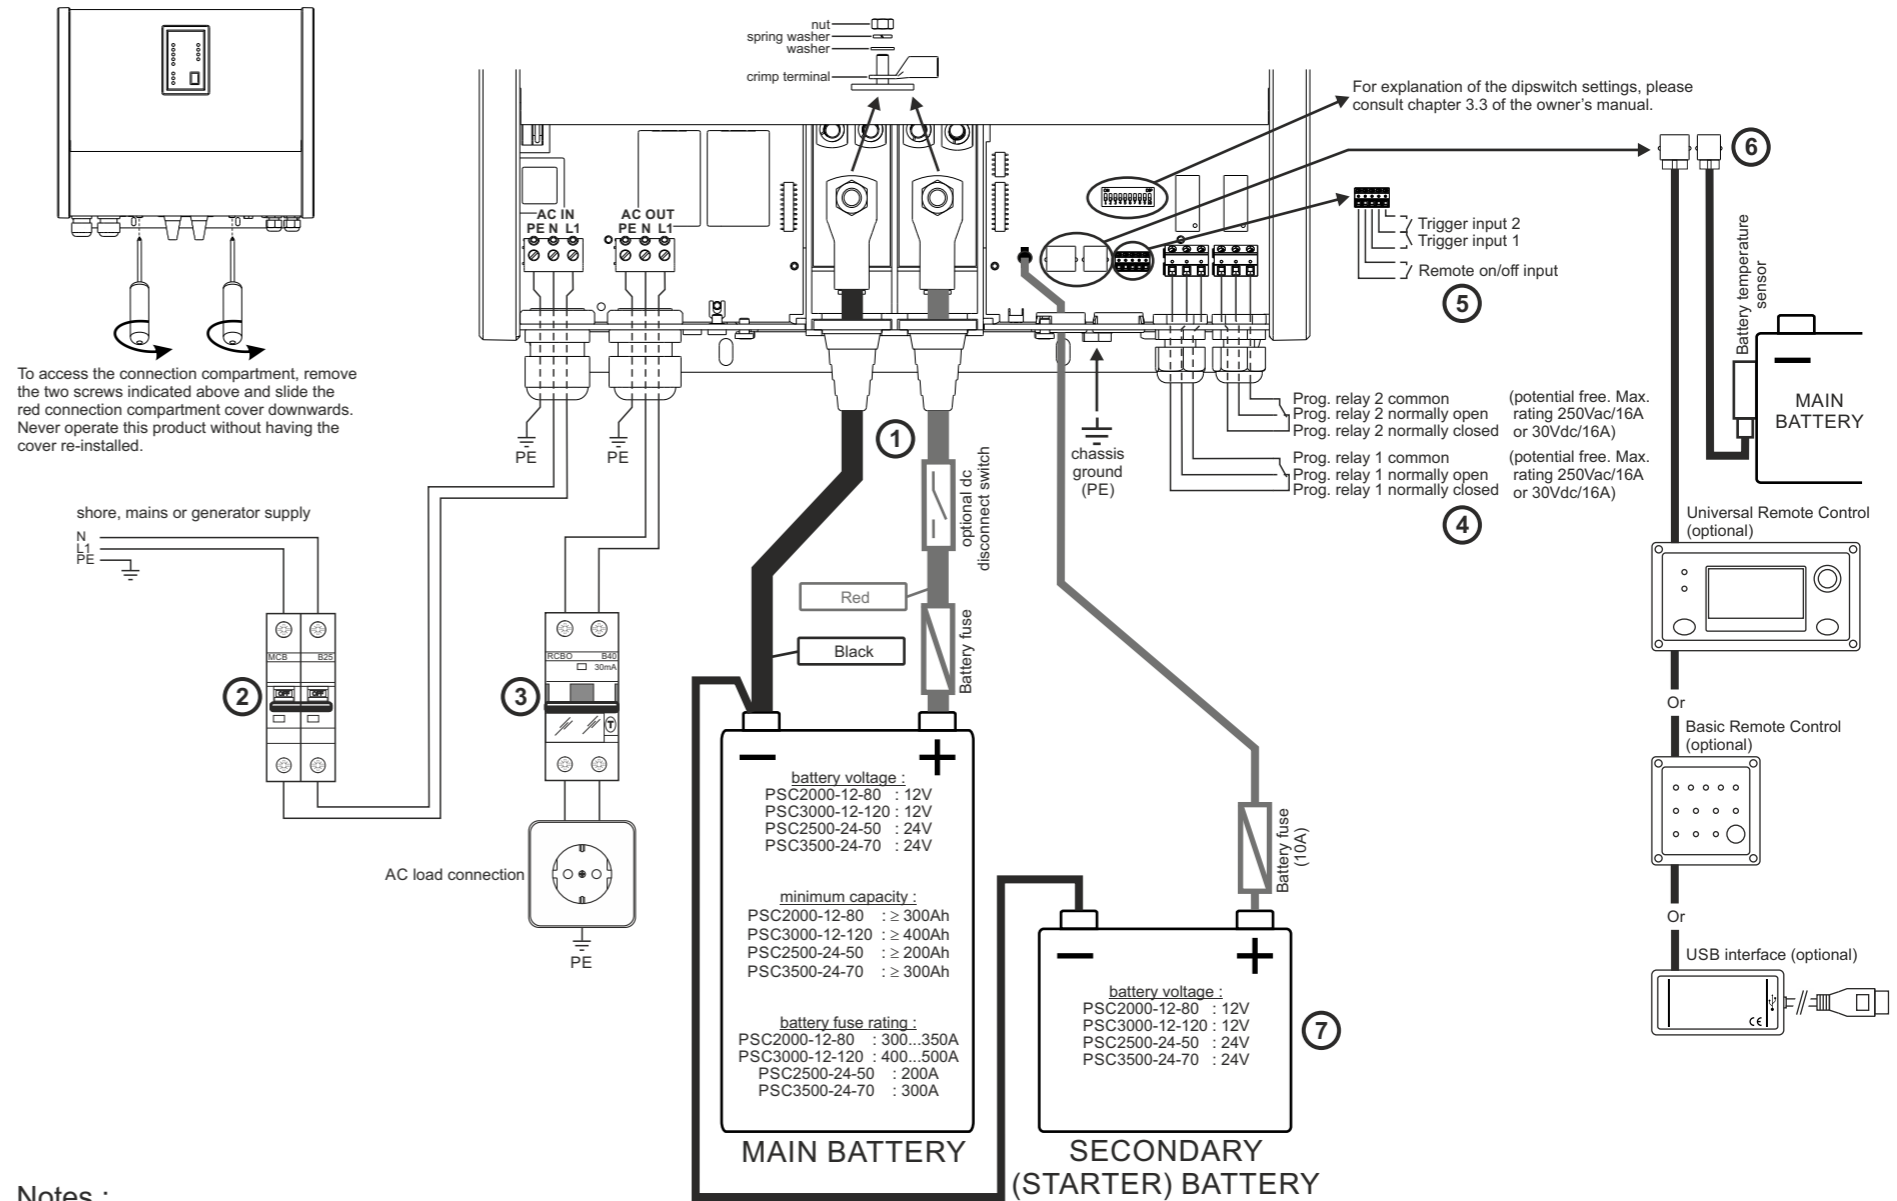 nut
spring washer
washer
crimp terminal
For explanation of the dipswitch settings, please
consult chapter 3.3 of the owner's manual.
6
AC IN
PE N L1
AC OUT
PE N L1
Trigger input 2
Trigger input 1
Remote on/off input
5
Battery temperature
sensor
MAIN
BATTERY
To access the connection compartment, remove
the two screws indicated above and slide the
red connection compartment cover downwards.
Never operate this product without having the
cover re-installed.
PE
PE
1
chassis
ground
(PE)
Prog. relay 2 common
Prog. relay 2 normally open
Prog. relay 2 normally closed
(potential free. Max.
rating 250Vac/16A
or 30Vdc/16A)
Prog. relay 1 common
Prog. relay 1 normally open
Prog. relay 1 normally closed
(potential free. Max.
rating 250Vac/16A
or 30Vdc/16A)
4
optional dc
disconnect switch
shore, mains or generator supply
N
L1
PE
Universal Remote Control
(optional)
Red
Black
Battery fuse
MCB B25
OFF OFF
2
RCBO B40
30mA
T
3
Or
Basic Remote Control
(optional)
battery voltage :
PSC2000-12-80 : 12V
PSC3000-12-120 : 12V
PSC2500-24-50 : 24V
PSC3500-24-70 : 24V
minimum capacity :
PSC2000-12-80 : ≥ 300Ah
PSC3000-12-120 : ≥ 400Ah
PSC2500-24-50 : ≥ 200Ah
PSC3500-24-70 : ≥ 300Ah
battery fuse rating :
PSC2000-12-80 : 300...350A
PSC3000-12-120 : 400...500A
PSC2500-24-50 : 200A
PSC3500-24-70 : 300A
MAIN BATTERY
AC load connection
PE
Battery fuse
(10A)
battery voltage :
PSC2000-12-80 : 12V
PSC3000-12-120 : 12V
PSC2500-24-50 : 24V
PSC3500-24-70 : 24V
7
SECONDARY
(STARTER) BATTERY
Or
USB interface (optional)
CE
Notes :